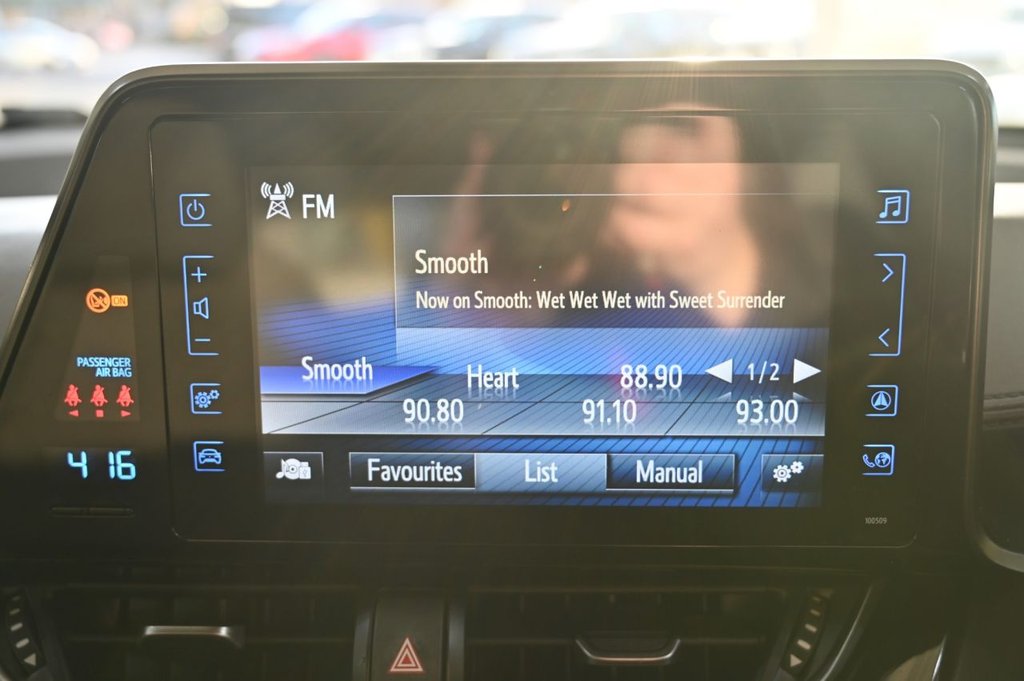 FM
Smooth
Now on Smooth: Wet Wet Wet with Sweet Surrender
ON
PASSENGER
AIR BAG
Smooth Heart 88.90 1/2
90.80 91.10 93.00
4 16
Favourites List Manual
100509